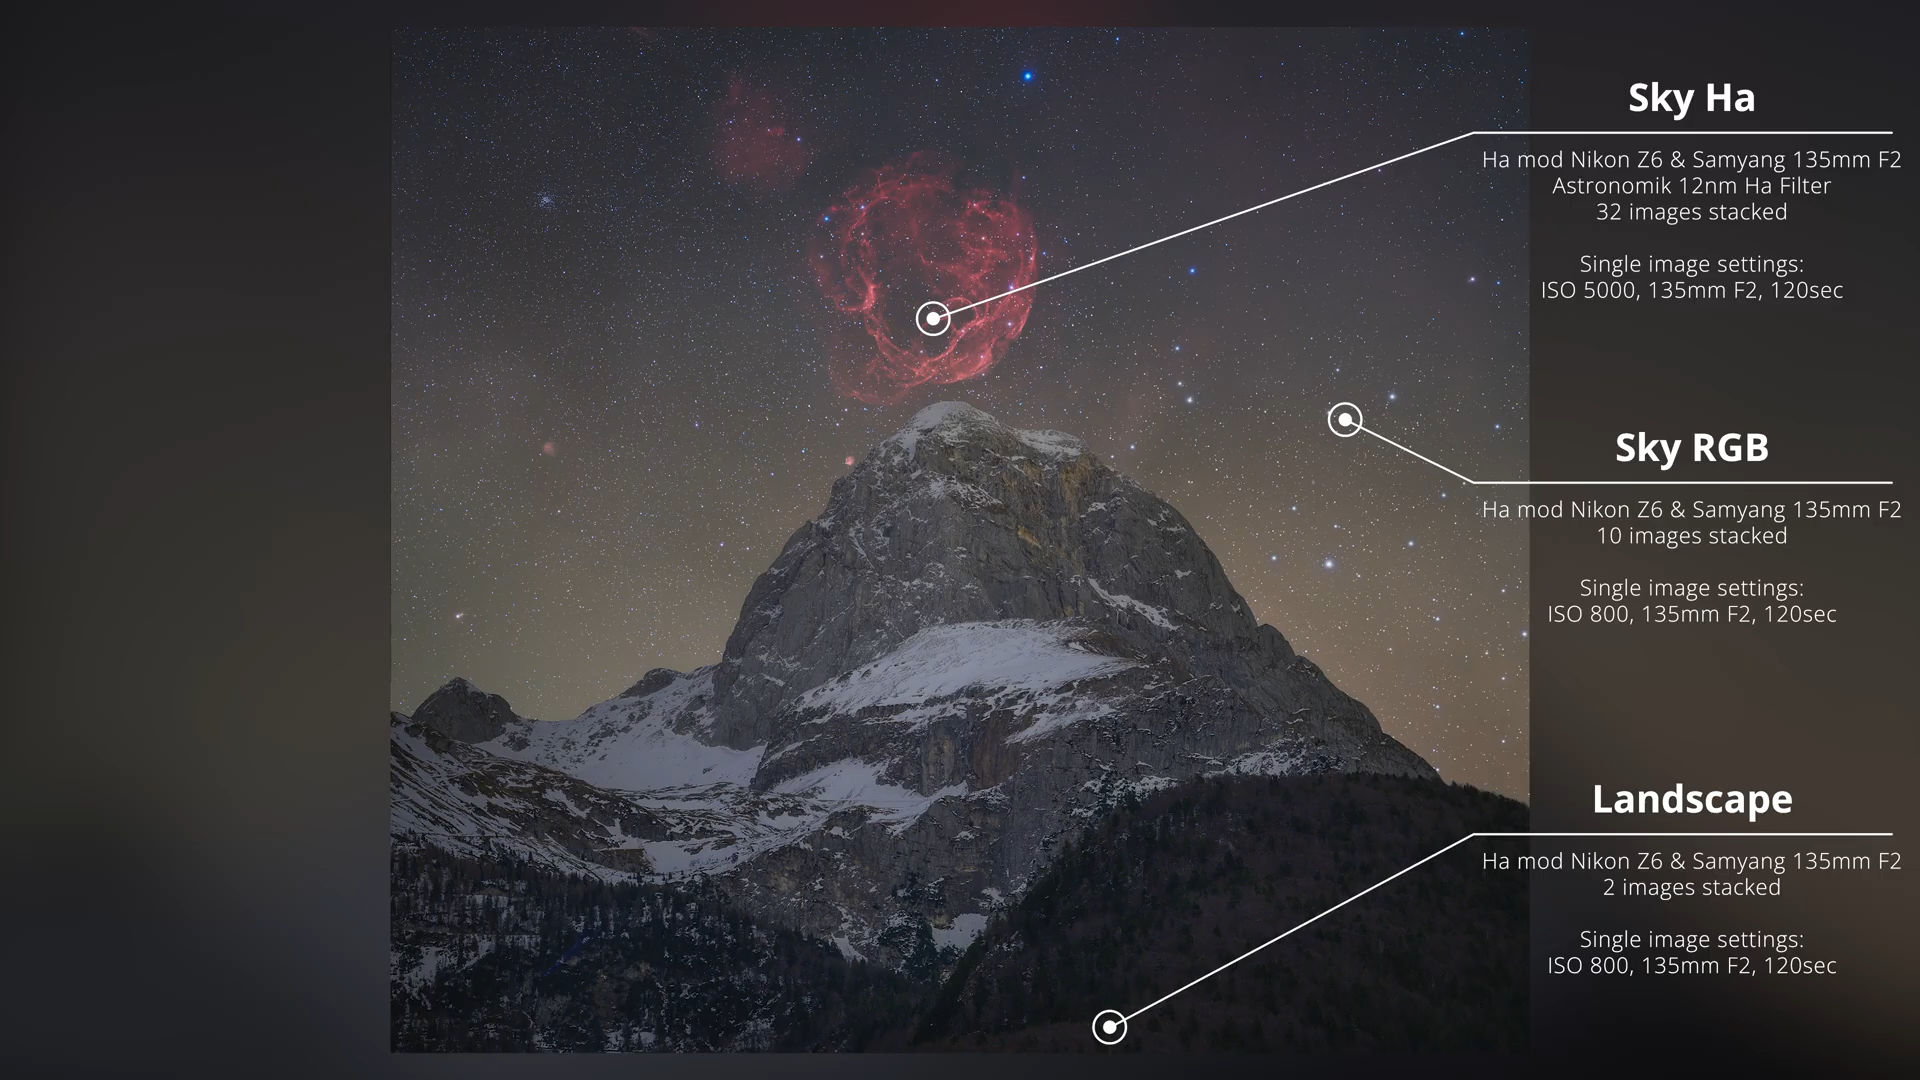 Sky Ha
Ha mod Nikon Z6 & Samyang 135mm F2
Astronomik 12nm Ha Filter
32 images stacked
Single image settings:
ISO 5000, 135mm F2, 120sec
Sky RGB
Ha mod Nikon Z6 & Samyang 135mm F2
10 images stacked
Single image settings:
ISO 800, 135mm F2, 120sec
Landscape
Ha mod Nikon Z6 & Samyang 135mm F2
2 images stacked
Single image settings:
ISO 800, 135mm F2, 120sec